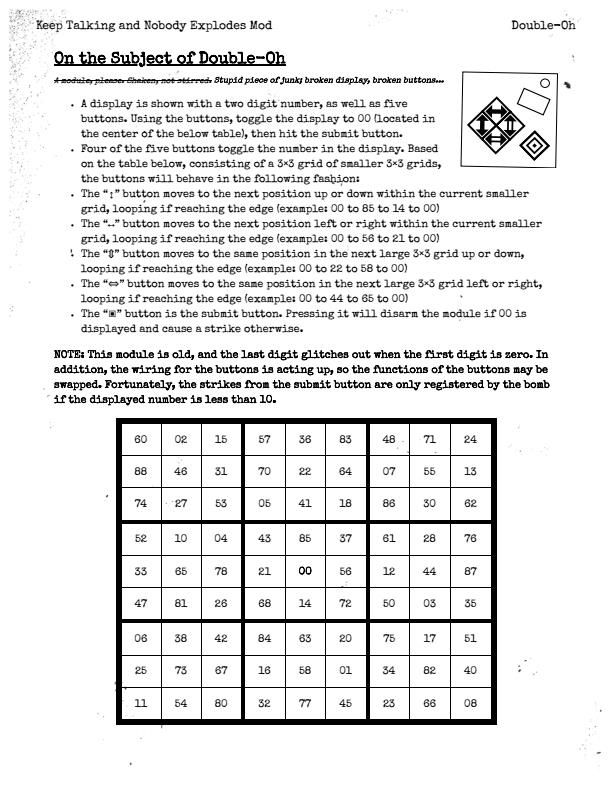 Keep Talking and Nobody Explodes Mod Double-Oh
On the Subject of Double-Oh
A module, please. Shaken, not stirred. Stupid piece of junk; broken display, broken buttons...
• A display is shown with a two digit number, as well as five
buttons. Using the buttons, toggle the display to 00 (located in
the center of the below table), then hit the submit button.
• Four of the five buttons toggle the number in the display. Based
on the table below, consisting of a 3×3 grid of smaller 3×3 grids,
the buttons will behave in the following fashion:
• The “↕” button moves to the next position up or down within the current smaller
grid, looping if reaching the edge (example: 00 to 85 to 14 to 00)
• The “↔” button moves to the next position left or right within the current smaller
grid, looping if reaching the edge (example: 00 to 56 to 21 to 00)
• The “⇕” button moves to the same position in the next large 3×3 grid up or down,
looping if reaching the edge (example: 00 to 22 to 58 to 00)
• The “⇔” button moves to the same position in the next large 3×3 grid left or right,
looping if reaching the edge (example: 00 to 44 to 65 to 00)
• The “▣” button is the submit button. Pressing it will disarm the module if 00 is
displayed and cause a strike otherwise.
NOTE: This module is old, and the last digit glitches out when the first digit is zero. In
addition, the wiring for the buttons is acting up, so the functions of the buttons may be
swapped. Fortunately, the strikes from the submit button are only registered by the bomb
if the displayed number is less than 10.
60 02 15 57 36 83 48 71 24
88 46 31 70 22 64 07 55 13
74 27 53 05 41 18 86 30 62
52 10 04 43 85 37 61 28 76
33 65 78 21 00 56 12 44 87
47 81 26 68 14 72 50 03 35
06 38 42 84 63 20 75 17 51
25 73 67 16 58 01 34 82 40
11 54 80 32 77 45 23 66 08